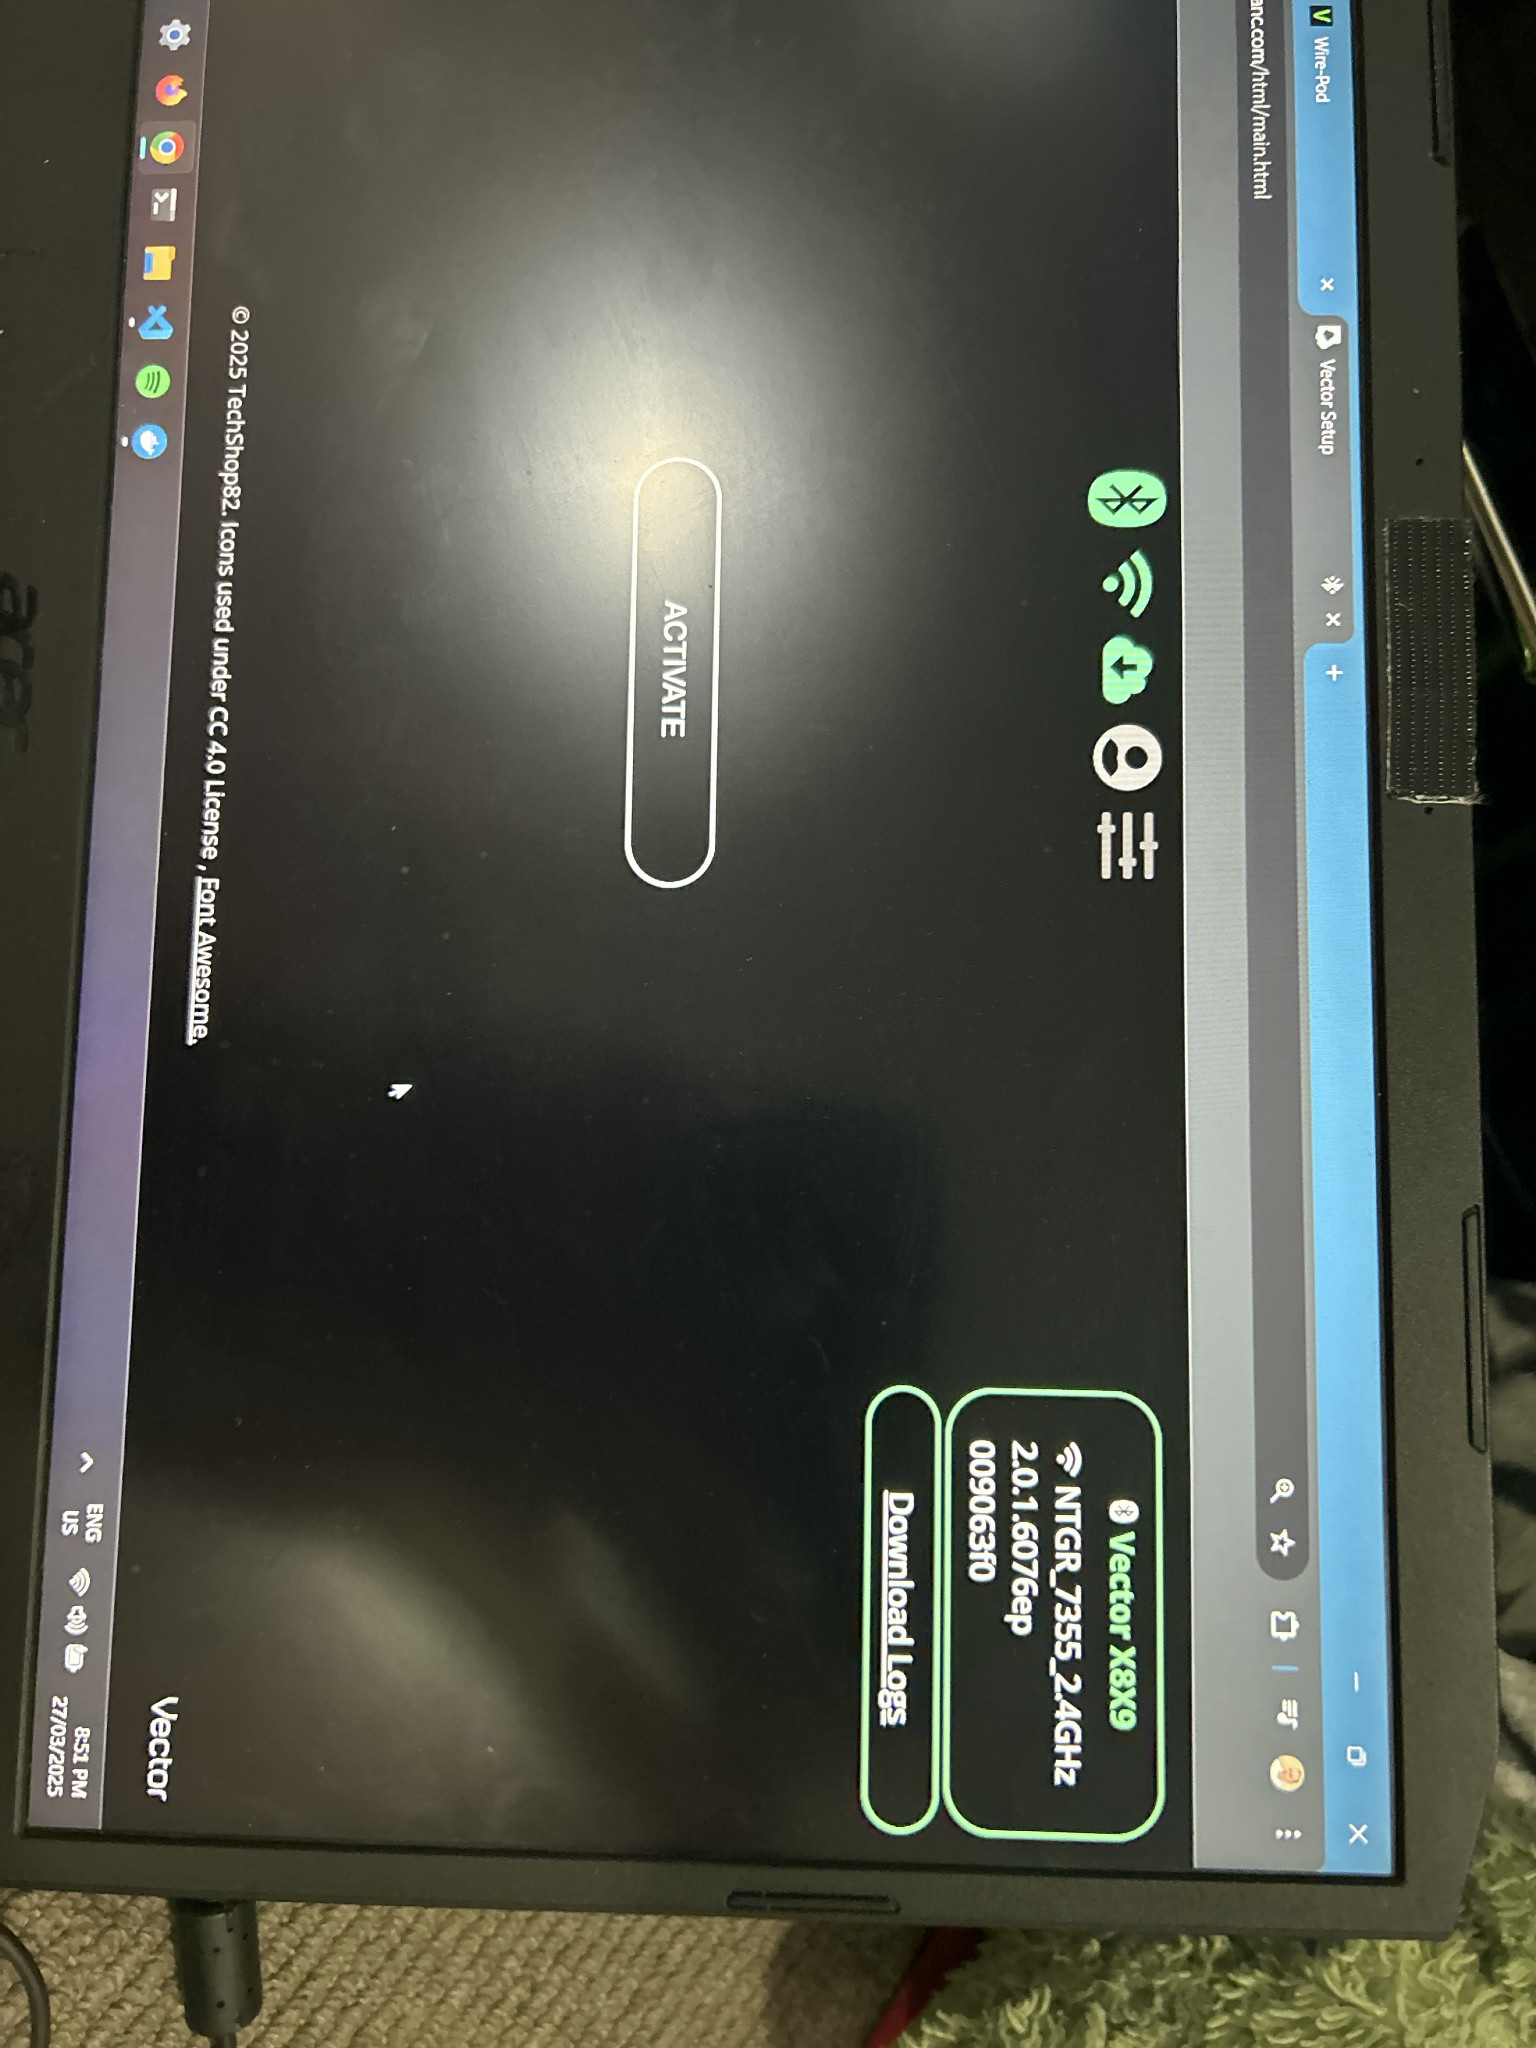 Wire-Pod
Vector Setup
anc.com/html/main.html
Vector X8X9
NTGR_7355_2.4GHz
2.0.1.6076ep
009063f0
Download Logs
ACTIVATE
© 2025 TechShop82. Icons used under CC 4.0 License , Font Awesome.
Vector
ENG
US
8:51 PM
27/03/2025
acer